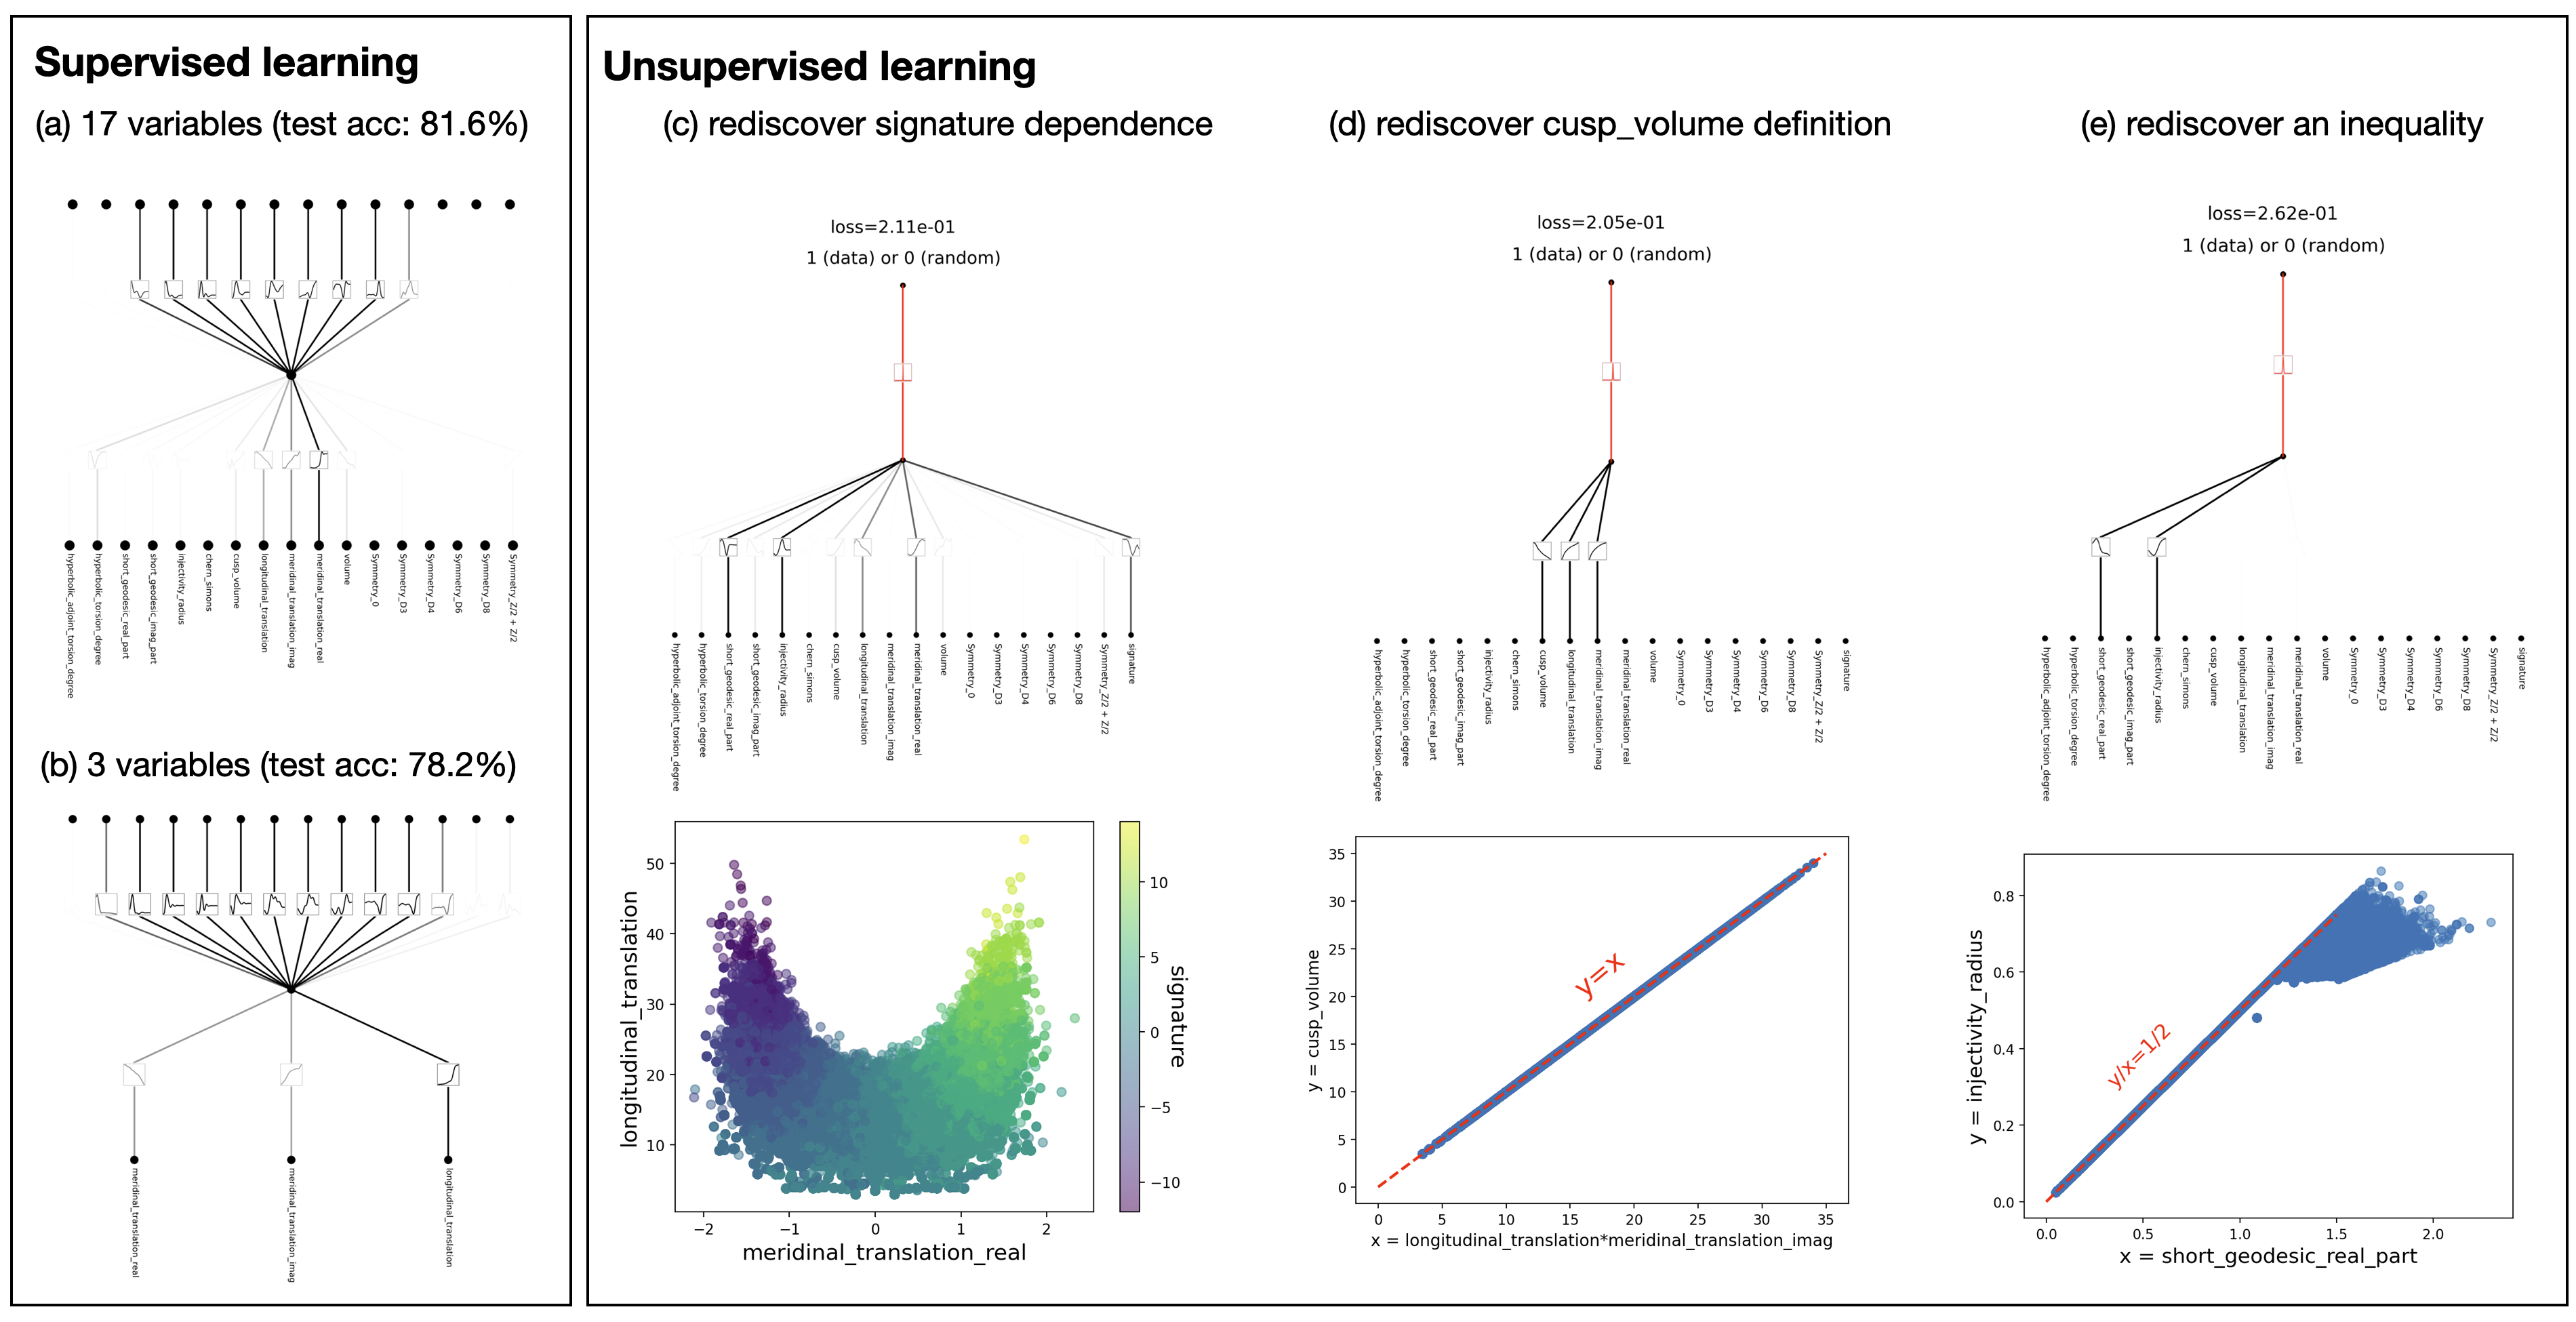 Supervised learning
(a) 17 variables (test acc: 81.6%)
hyperbolic_adjoint_torsion_degree
hyperbolic_torsion_degree
short_geodesic_real_part
short_geodesic_imag_part
injectivity_radius
chern_simons
cusp_volume
longitudinal_translation
meridinal_translation_imag
meridinal_translation_real
volume
Symmetry_0
Symmetry_D3
Symmetry_D4
Symmetry_D6
Symmetry_D8
Symmetry_Z/2 + Z/2
(b) 3 variables (test acc: 78.2%)
meridinal_translation_real
meridinal_translation_imag
longitudinal_translation
Unsupervised learning
(c) rediscover signature dependence
loss=2.11e-01
1 (data) or 0 (random)
hyperbolic_adjoint_torsion_degree
hyperbolic_torsion_degree
short_geodesic_real_part
short_geodesic_imag_part
injectivity_radius
chern_simons
cusp_volume
longitudinal_translation
meridinal_translation_imag
meridinal_translation_real
volume
Symmetry_0
Symmetry_D3
Symmetry_D4
Symmetry_D6
Symmetry_D8
Symmetry_Z/2 + Z/2
signature
longitudinal_translation
50
40
30
20
10
−2
−1
0
1
2
meridinal_translation_real
10
5
0
−5
−10
signature
(d) rediscover cusp_volume definition
loss=2.05e-01
1 (data) or 0 (random)
hyperbolic_adjoint_torsion_degree
hyperbolic_torsion_degree
short_geodesic_real_part
short_geodesic_imag_part
injectivity_radius
chern_simons
cusp_volume
longitudinal_translation
meridinal_translation_imag
meridinal_translation_real
volume
Symmetry_0
Symmetry_D3
Symmetry_D4
Symmetry_D6
Symmetry_D8
Symmetry_Z/2 + Z/2
signature
y = cusp_volume
35
30
25
20
15
10
5
0
y=x
0
5
10
15
20
25
30
35
x = longitudinal_translation*meridinal_translation_imag
(e) rediscover an inequality
loss=2.62e-01
1 (data) or 0 (random)
hyperbolic_adjoint_torsion_degree
hyperbolic_torsion_degree
short_geodesic_real_part
short_geodesic_imag_part
injectivity_radius
chern_simons
cusp_volume
longitudinal_translation
meridinal_translation_imag
meridinal_translation_real
volume
Symmetry_0
Symmetry_D3
Symmetry_D4
Symmetry_D6
Symmetry_D8
Symmetry_Z/2 + Z/2
signature
y = injectivity_radius
0.8
0.6
0.4
0.2
0.0
y/x=1/2
0.0
0.5
1.0
1.5
2.0
x = short_geodesic_real_part